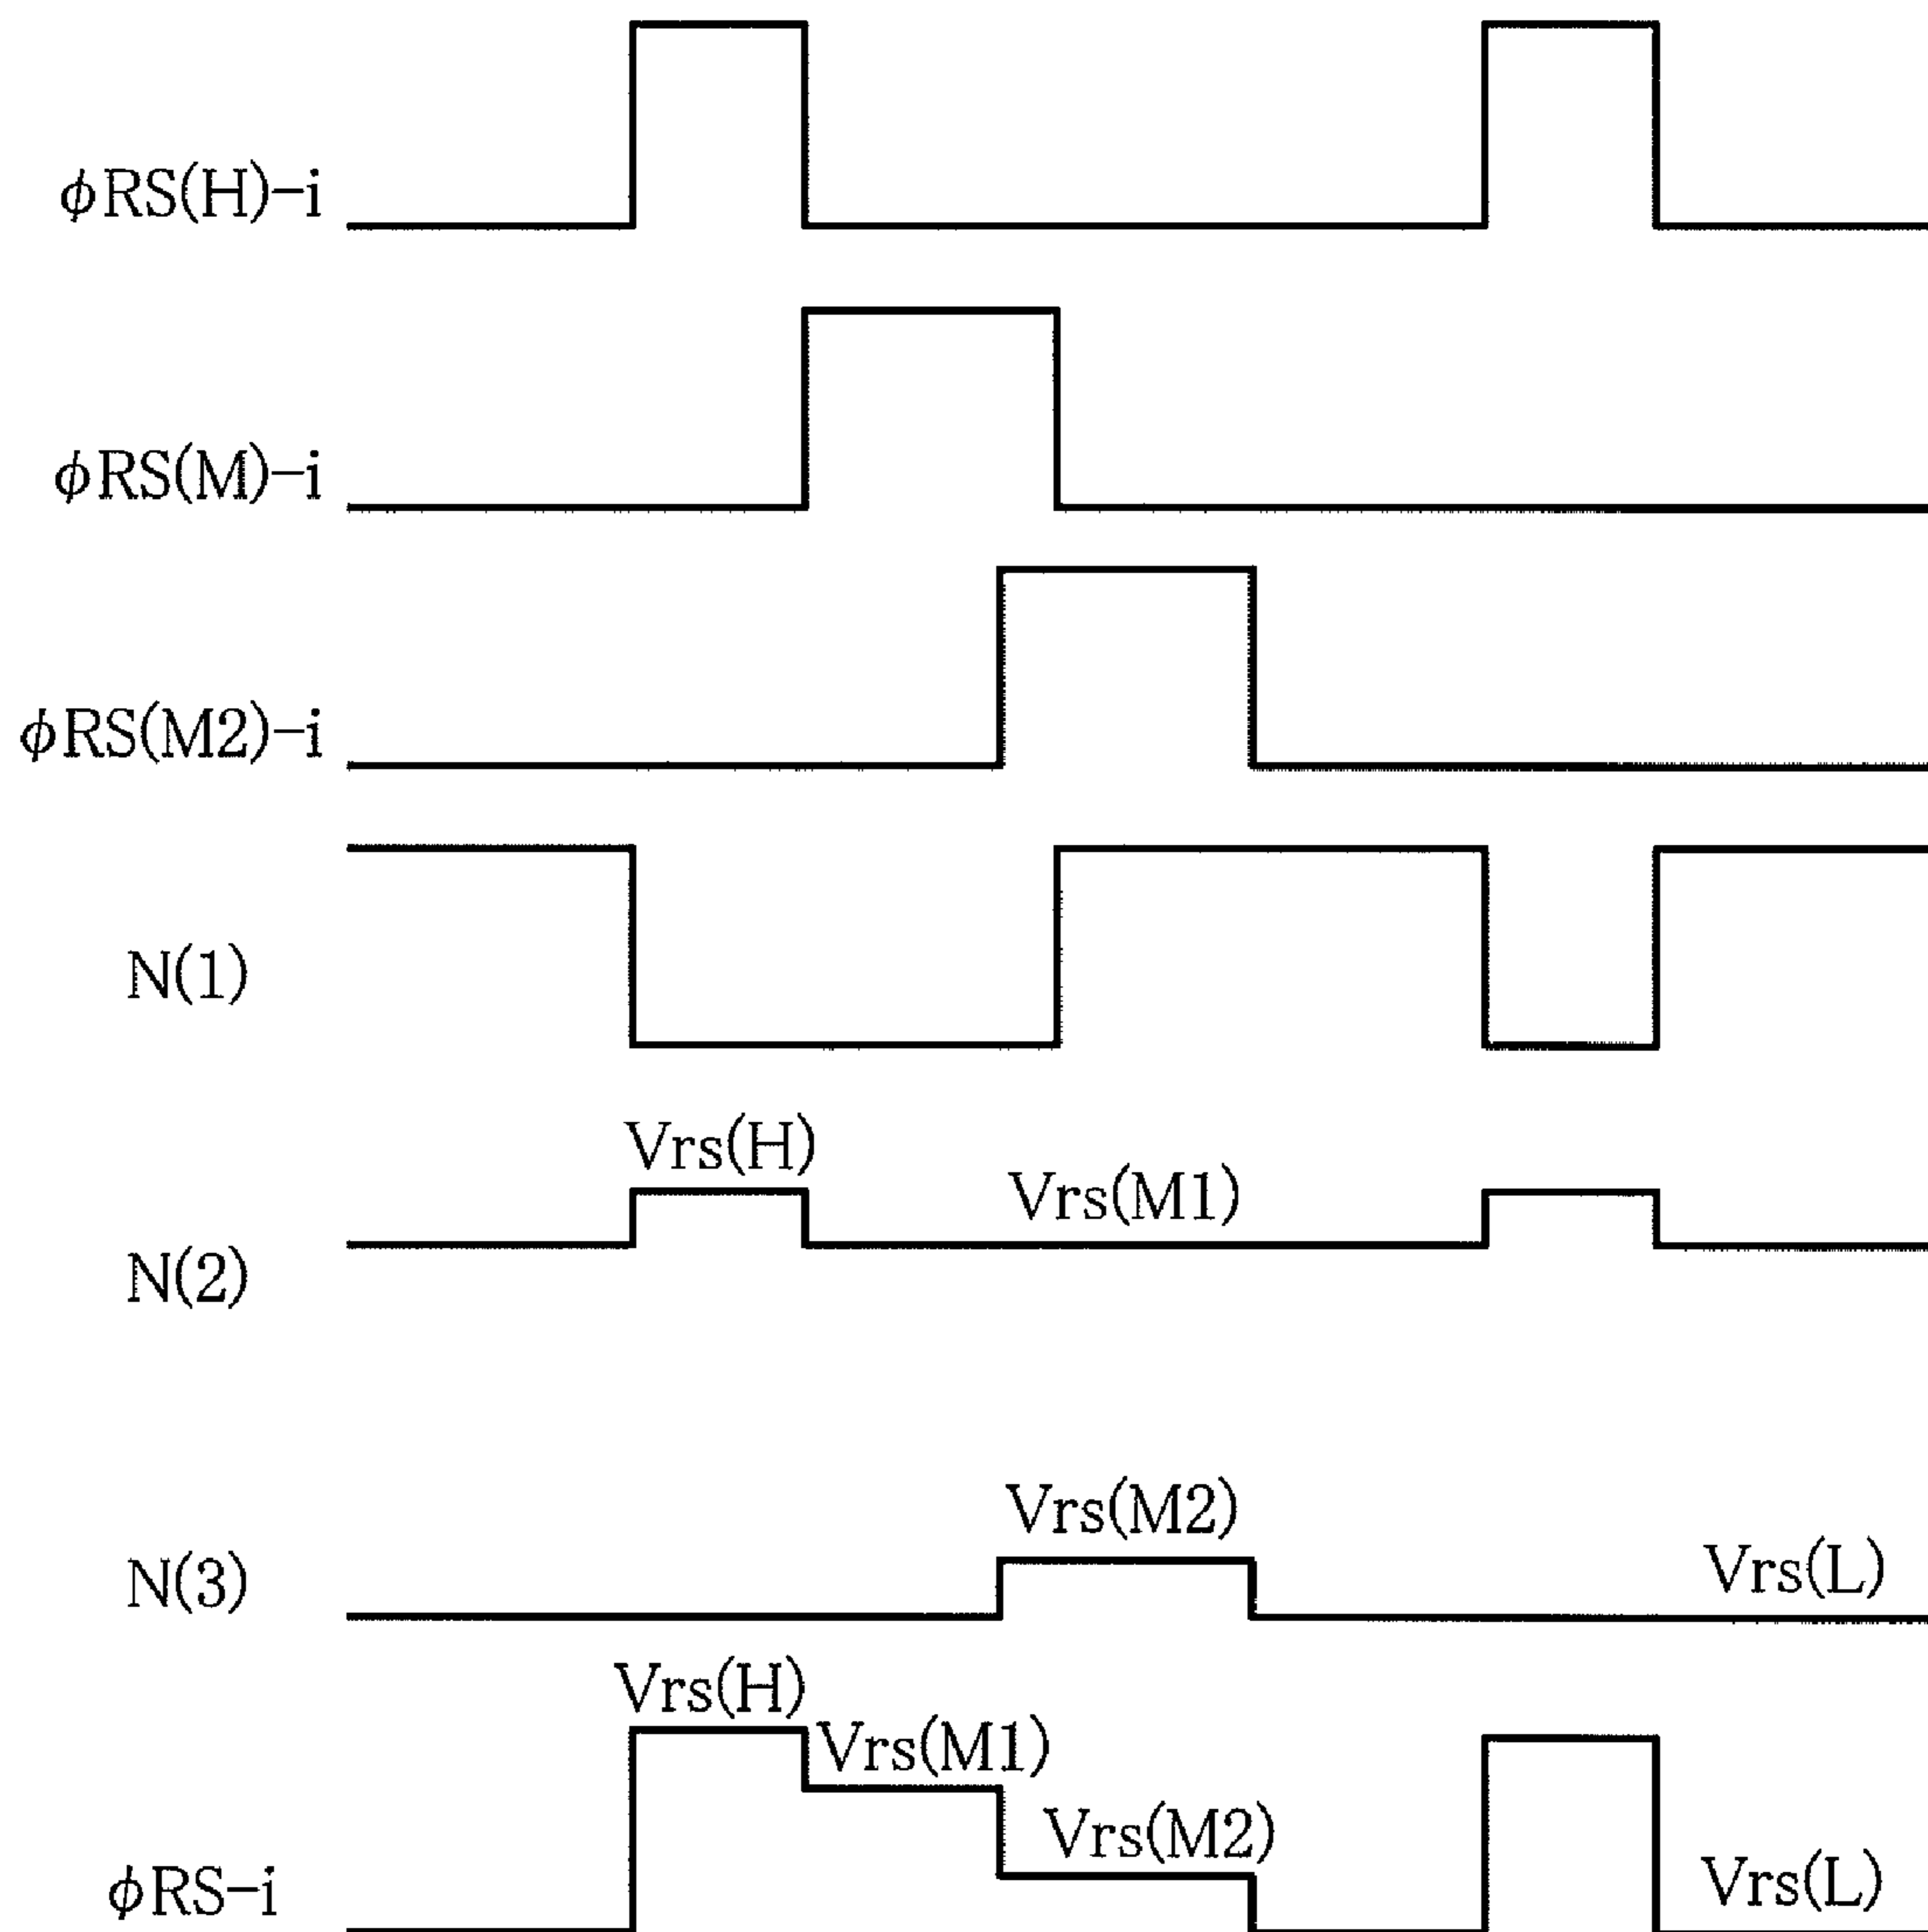 φRS(H)-i
φRS(M)-i
φRS(M2)-i
N(1)
Vrs(H)
Vrs(M1)
N(2)
Vrs(M2)
N(3)
Vrs(L)
Vrs(H)
Vrs(M1)
Vrs(M2)
φRS-i
Vrs(L)